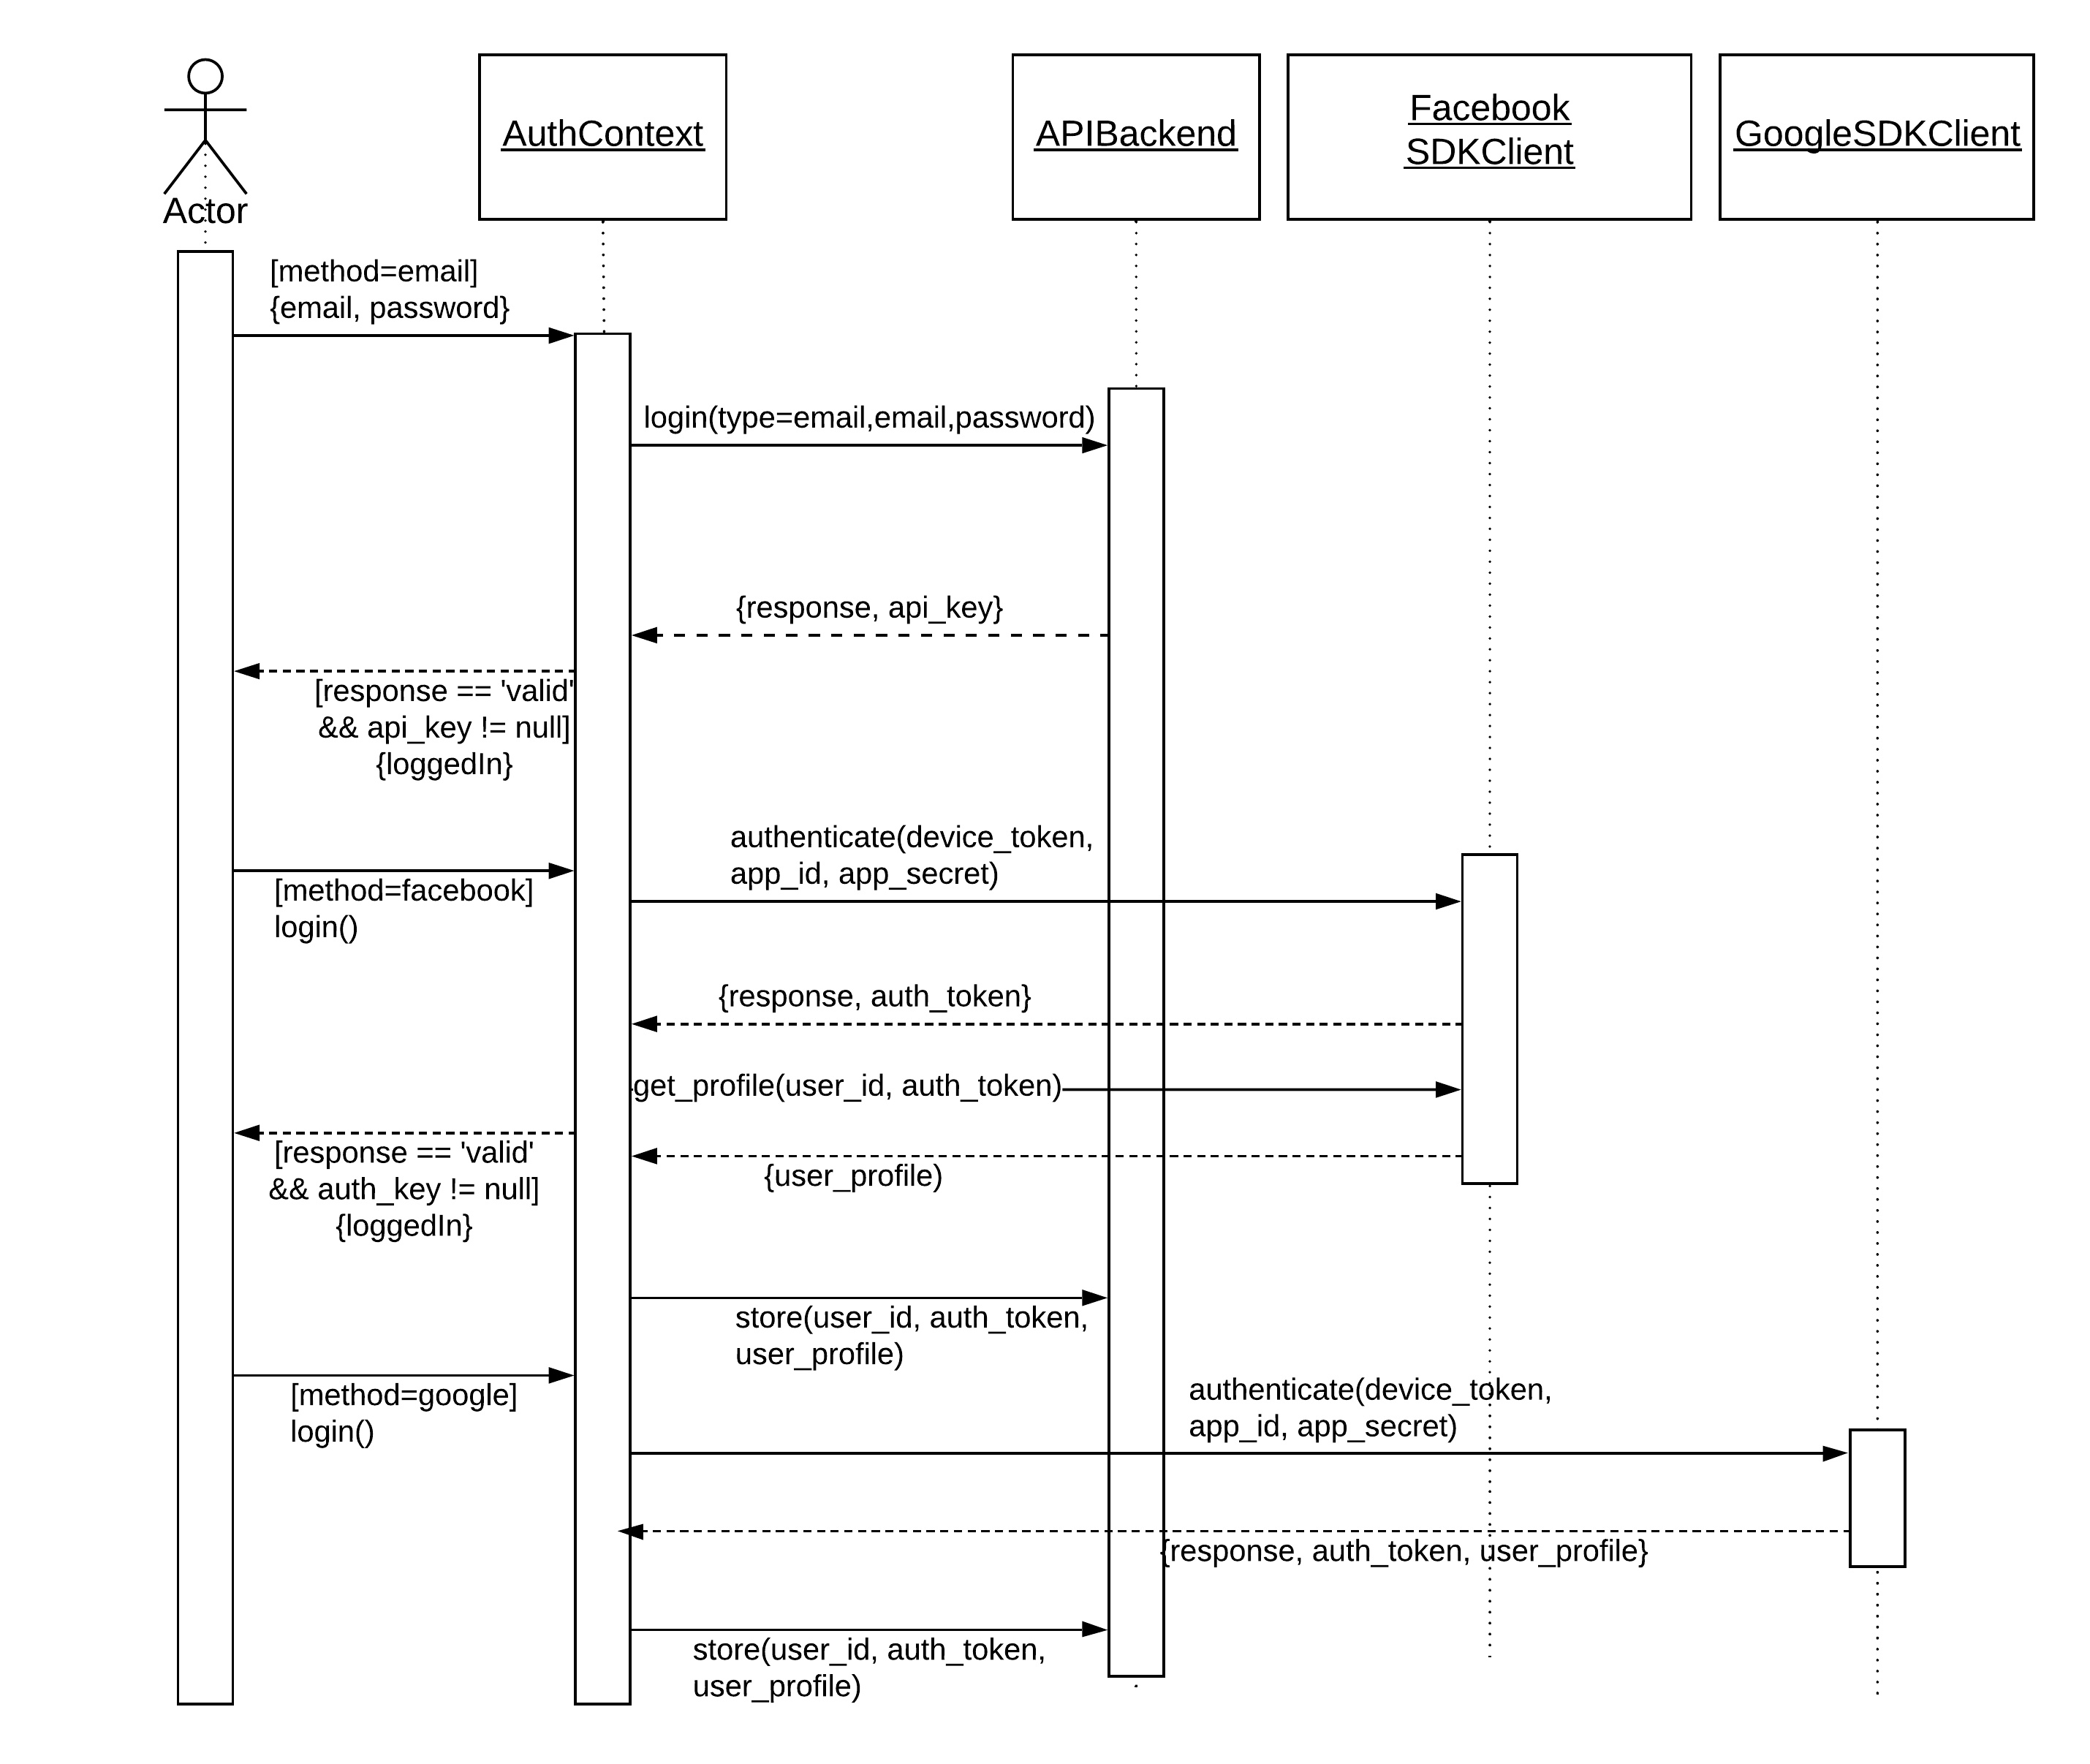 Actor
AuthContext
APIBackend
Facebook
SDKClient
GoogleSDKClient
[method=email]
{email, password}
login(type=email,email,password)
{response, api_key}
[response == 'valid'
&& api_key != null]
{loggedIn}
authenticate(device_token,
app_id, app_secret)
[method=facebook]
login()
{response, auth_token}
get_profile(user_id, auth_token)
[response == 'valid'
&& auth_key != null]
{loggedIn}
{user_profile)
store(user_id, auth_token,
user_profile)
[method=google]
login()
authenticate(device_token,
app_id, app_secret)
{response, auth_token, user_profile}
store(user_id, auth_token,
user_profile)